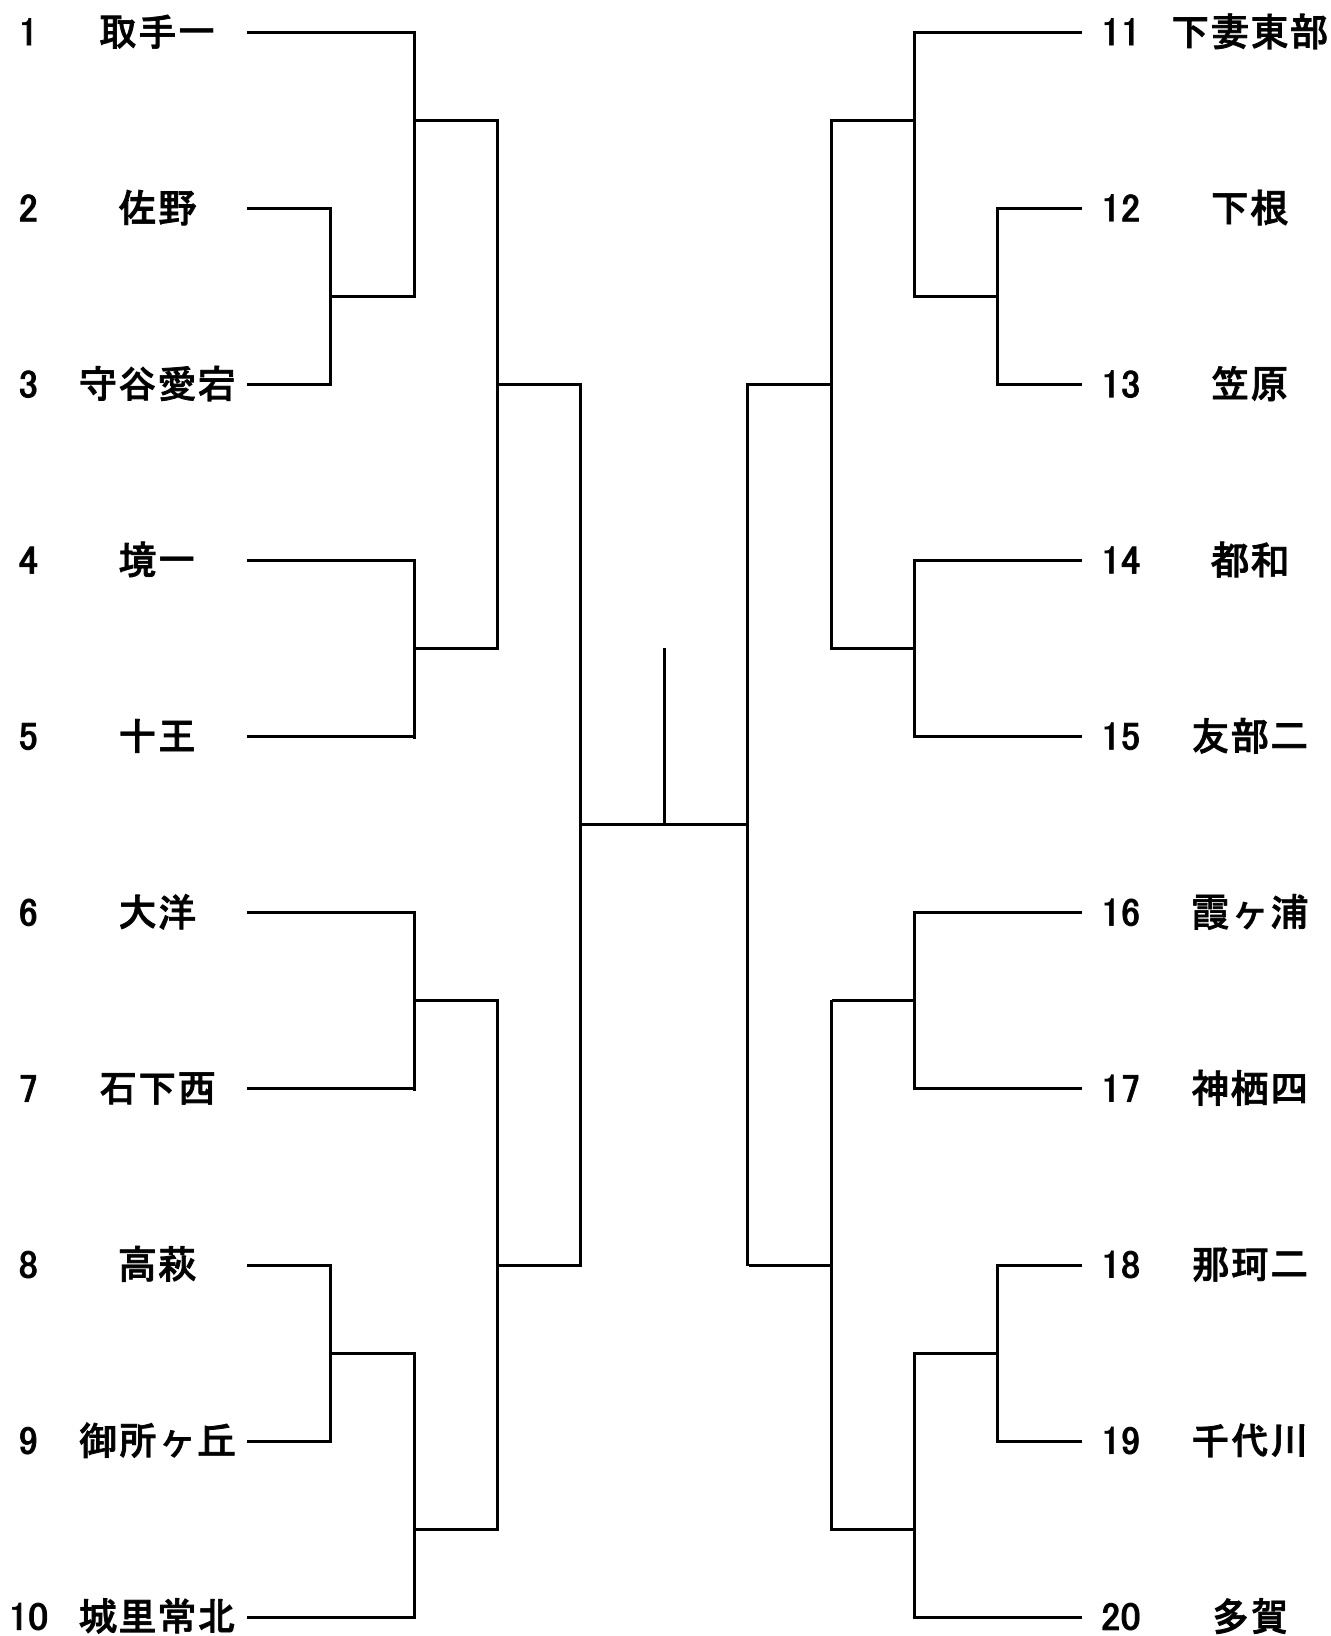 1 取手一
2 佐野
3 守谷愛宕
4 境一
5 十王
6 大洋
7 石下西
8 高萩
9 御所ヶ丘
10 城里常北
11 下妻東部
12 下根
13 笠原
14 都和
15 友部二
16 霞ヶ浦
17 神栖四
18 那珂二
19 千代川
20 多賀